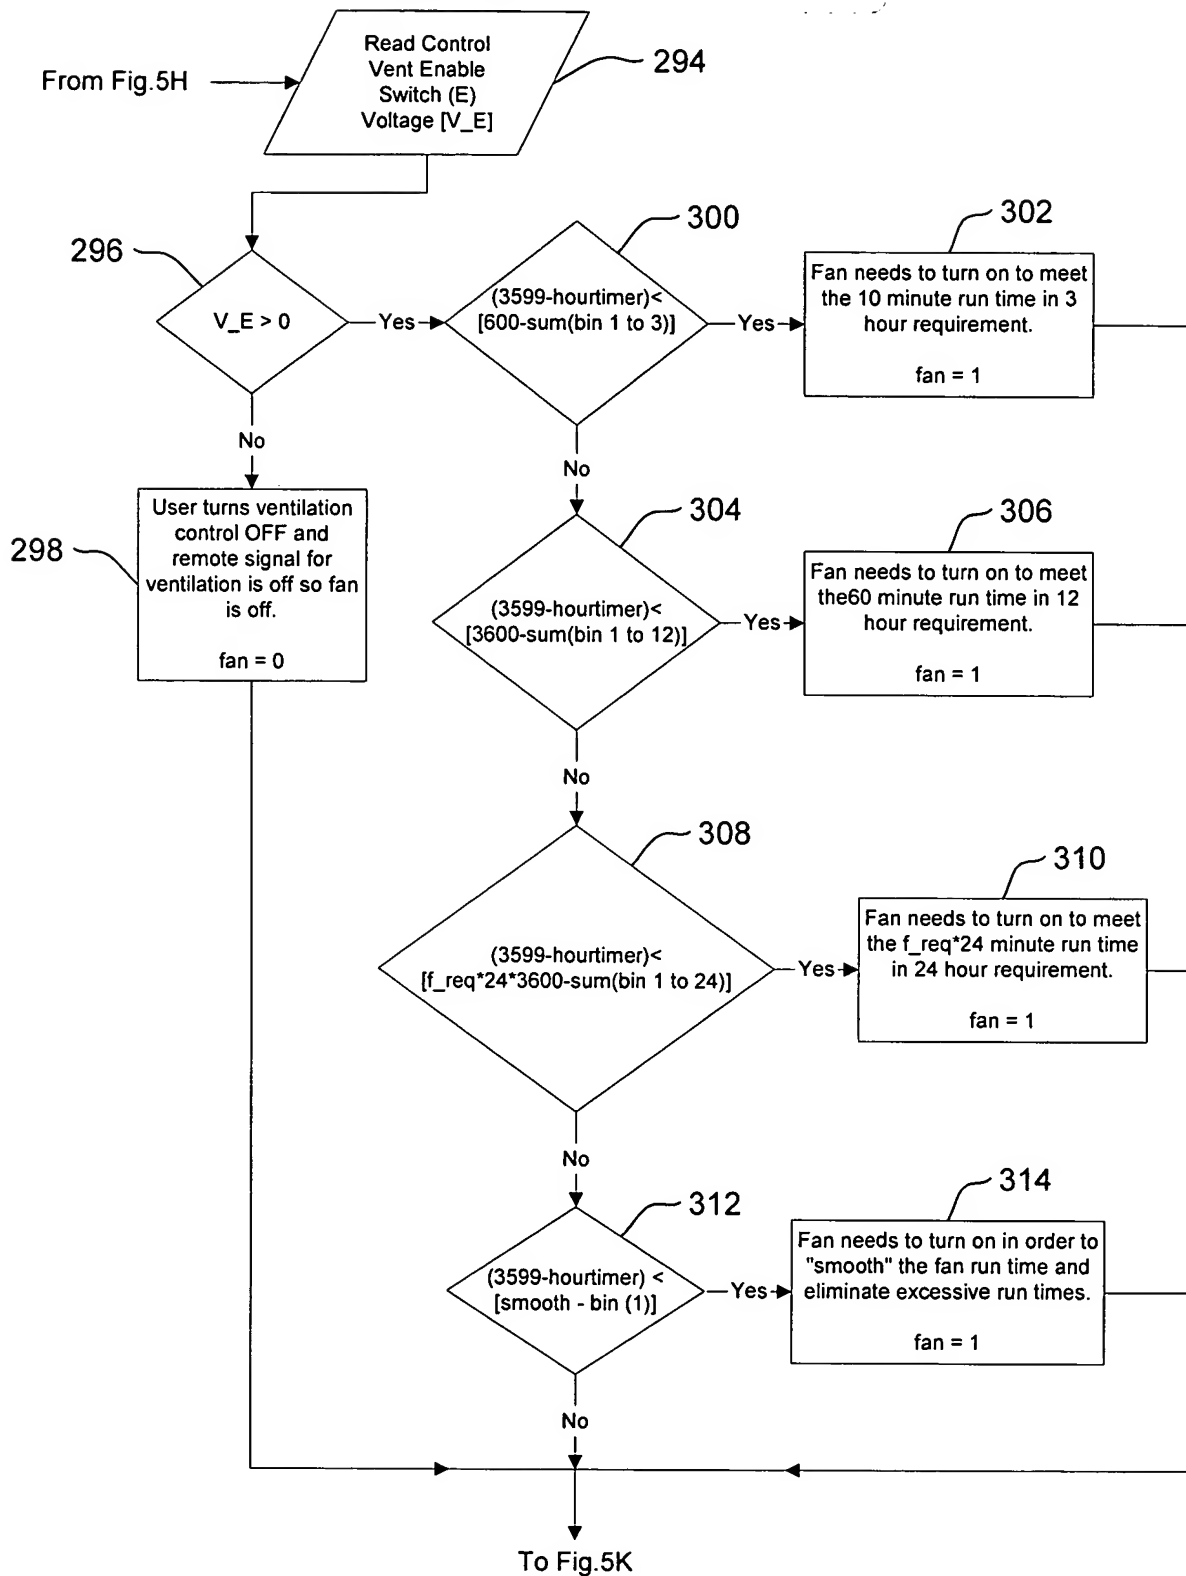 From Fig.5H
Read Control
Vent Enable
Switch (E)
Voltage [V_E]
294
296
V_E > 0
Yes
300
(3599-hourtimer)<
[600-sum(bin 1 to 3)]
Yes
302
Fan needs to turn on to meet
the 10 minute run time in 3
hour requirement.
fan = 1
No
No
298
User turns ventilation
control OFF and
remote signal for
ventilation is off so fan
is off.
fan = 0
304
(3599-hourtimer)<
[3600-sum(bin 1 to 12)]
Yes
306
Fan needs to turn on to meet
the60 minute run time in 12
hour requirement.
fan = 1
No
308
(3599-hourtimer)<
[f_req*24*3600-sum(bin 1 to 24)]
Yes
310
Fan needs to turn on to meet
the f_req*24 minute run time
in 24 hour requirement.
fan = 1
No
312
(3599-hourtimer) <
[smooth - bin (1)]
Yes
314
Fan needs to turn on in order to
"smooth" the fan run time and
eliminate excessive run times.
fan = 1
No
To Fig.5K